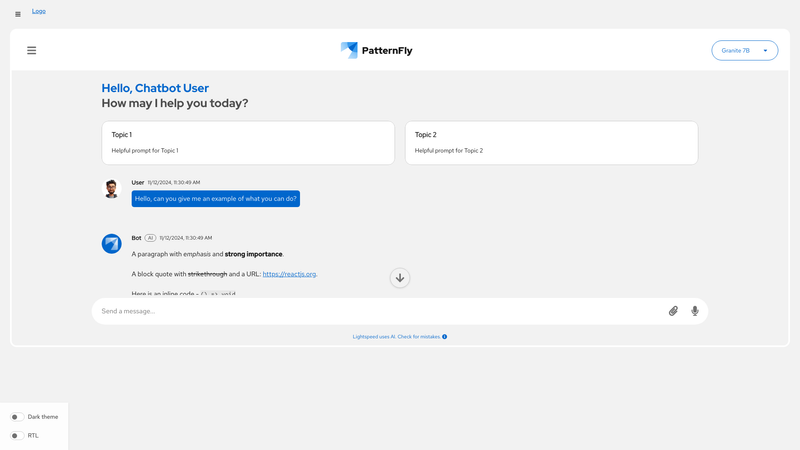 Logo
PatternFly
Granite 7B
Hello, Chatbot User
How may I help you today?
Topic 1
Helpful prompt for Topic 1
Topic 2
Helpful prompt for Topic 2
User 11/12/2024, 11:30:49 AM
Hello, can you give me an example of what you can do?
Bot AI 11/12/2024, 11:30:49 AM
A paragraph with emphasis and strong importance.
A block quote with strikethrough and a URL: https://reactjs.org.
Here is an inline code - () => void
Send a message...
Lightspeed uses AI. Check for mistakes.
Dark theme
RTL